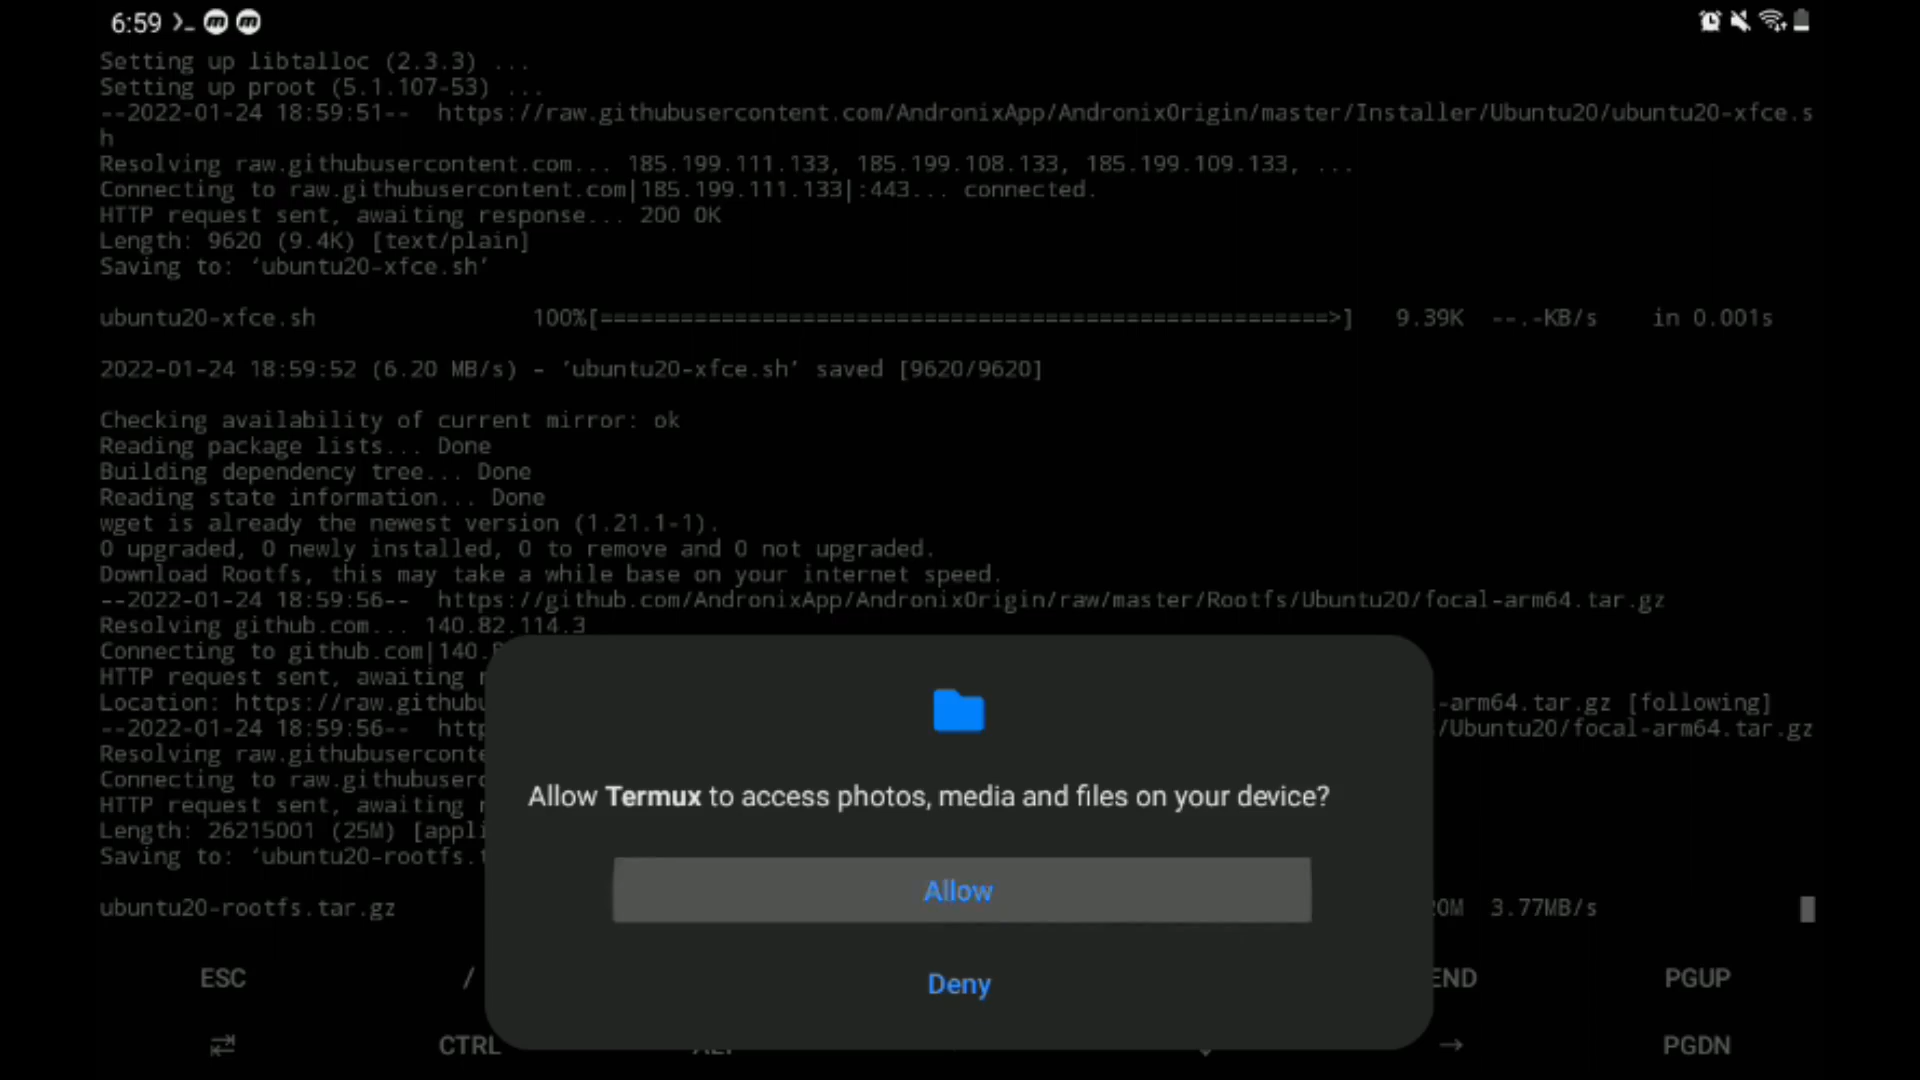 6:59
Setting up libtalloc (2.3.3) ...
Setting up proot (5.1.107-53) ...
--2022-01-24 18:59:51--  https://raw.githubusercontent.com/AndronixApp/AndronixOrigin/master/Installer/Ubuntu20/ubuntu20-xfce.s
h
Resolving raw.githubusercontent.com... 185.199.111.133, 185.199.108.133, 185.199.109.133, ...
Connecting to raw.githubusercontent.com|185.199.111.133|:443... connected.
HTTP request sent, awaiting response... 200 OK
Length: 9620 (9.4K) [text/plain]
Saving to: ‘ubuntu20-xfce.sh’
ubuntu20-xfce.sh 100%[======================================================>] 9.39K --.-KB/s in 0.001s
2022-01-24 18:59:52 (6.20 MB/s) - ‘ubuntu20-xfce.sh’ saved [9620/9620]
Checking availability of current mirror: ok
Reading package lists... Done
Building dependency tree... Done
Reading state information... Done
wget is already the newest version (1.21.1-1).
0 upgraded, 0 newly installed, 0 to remove and 0 not upgraded.
Download Rootfs, this may take a while base on your internet speed.
--2022-01-24 18:59:56--  https://github.com/AndronixApp/AndronixOrigin/raw/master/Rootfs/Ubuntu20/focal-arm64.tar.gz
Resolving github.com... 140.82.114.3
Connecting to github.com|140.
HTTP request sent, awaiting
Location: https://raw.githubu -arm64.tar.gz [following]
--2022-01-24 18:59:56-- http /Ubuntu20/focal-arm64.tar.gz
Resolving raw.githubuserconte
Connecting to raw.githubuserc
HTTP request sent, awaiting
Length: 26215001 (25M) [appli
Saving to: ‘ubuntu20-rootfs.
ubuntu20-rootfs.tar.gz 0M 3.77MB/s
Allow Termux to access photos, media and files on your device?
Allow
Deny
ESC / END PGUP
CTRL ALT → PGDN